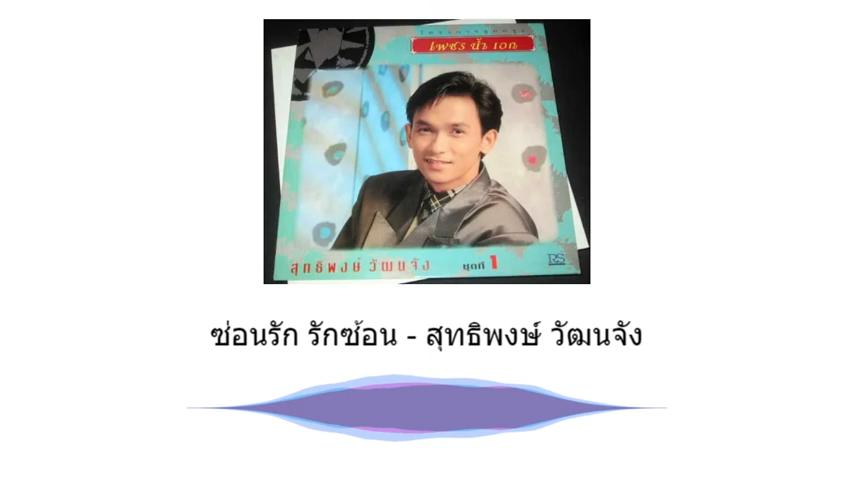 เพชร น้ำ เอก
สุทธิพงษ์ วัฒนจัง ชุดที่ 1
RS
ซ่อนรัก รักซ้อน - สุทธิพงษ์ วัฒนจัง